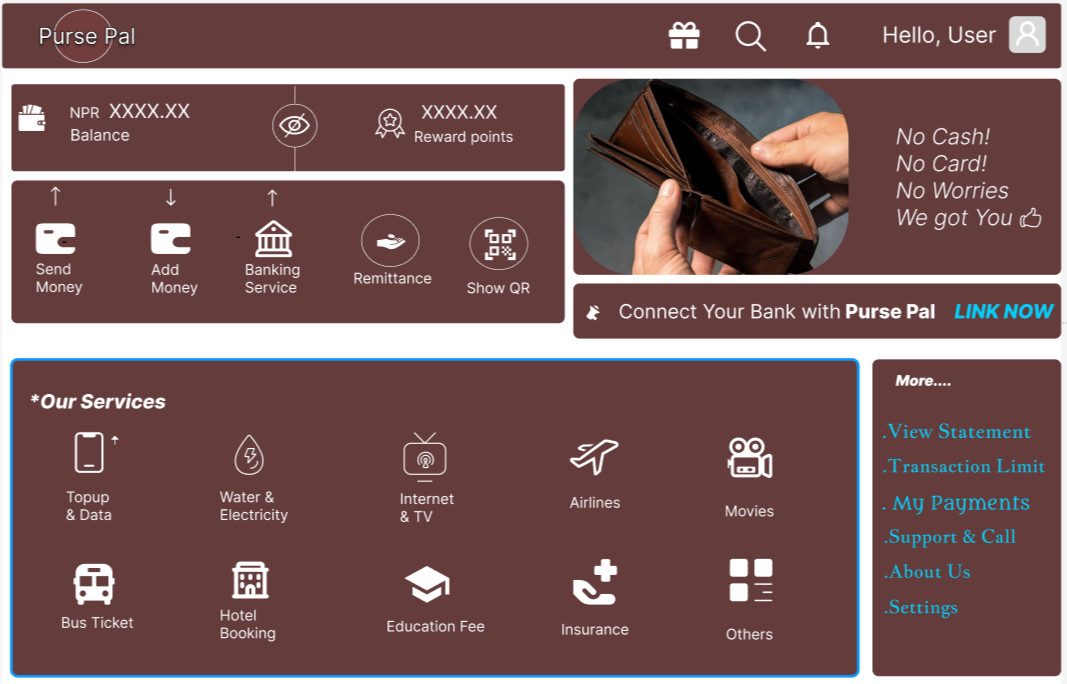 Purse Pal
Hello, User
NPR XXXX.XX
Balance
XXXX.XX
Reward points
Send
Money
Add
Money
Banking
Service
Remittance
Show QR
No Cash!
No Card!
No Worries
We got You
Connect Your Bank with Purse Pal LINK NOW
*Our Services
Topup
& Data
Water &
Electricity
Internet
& TV
Airlines
Movies
Bus Ticket
Hotel
Booking
Education Fee
Insurance
Others
More....
.View Statement
.Transaction Limit
. My Payments
.Support & Call
.About Us
.Settings